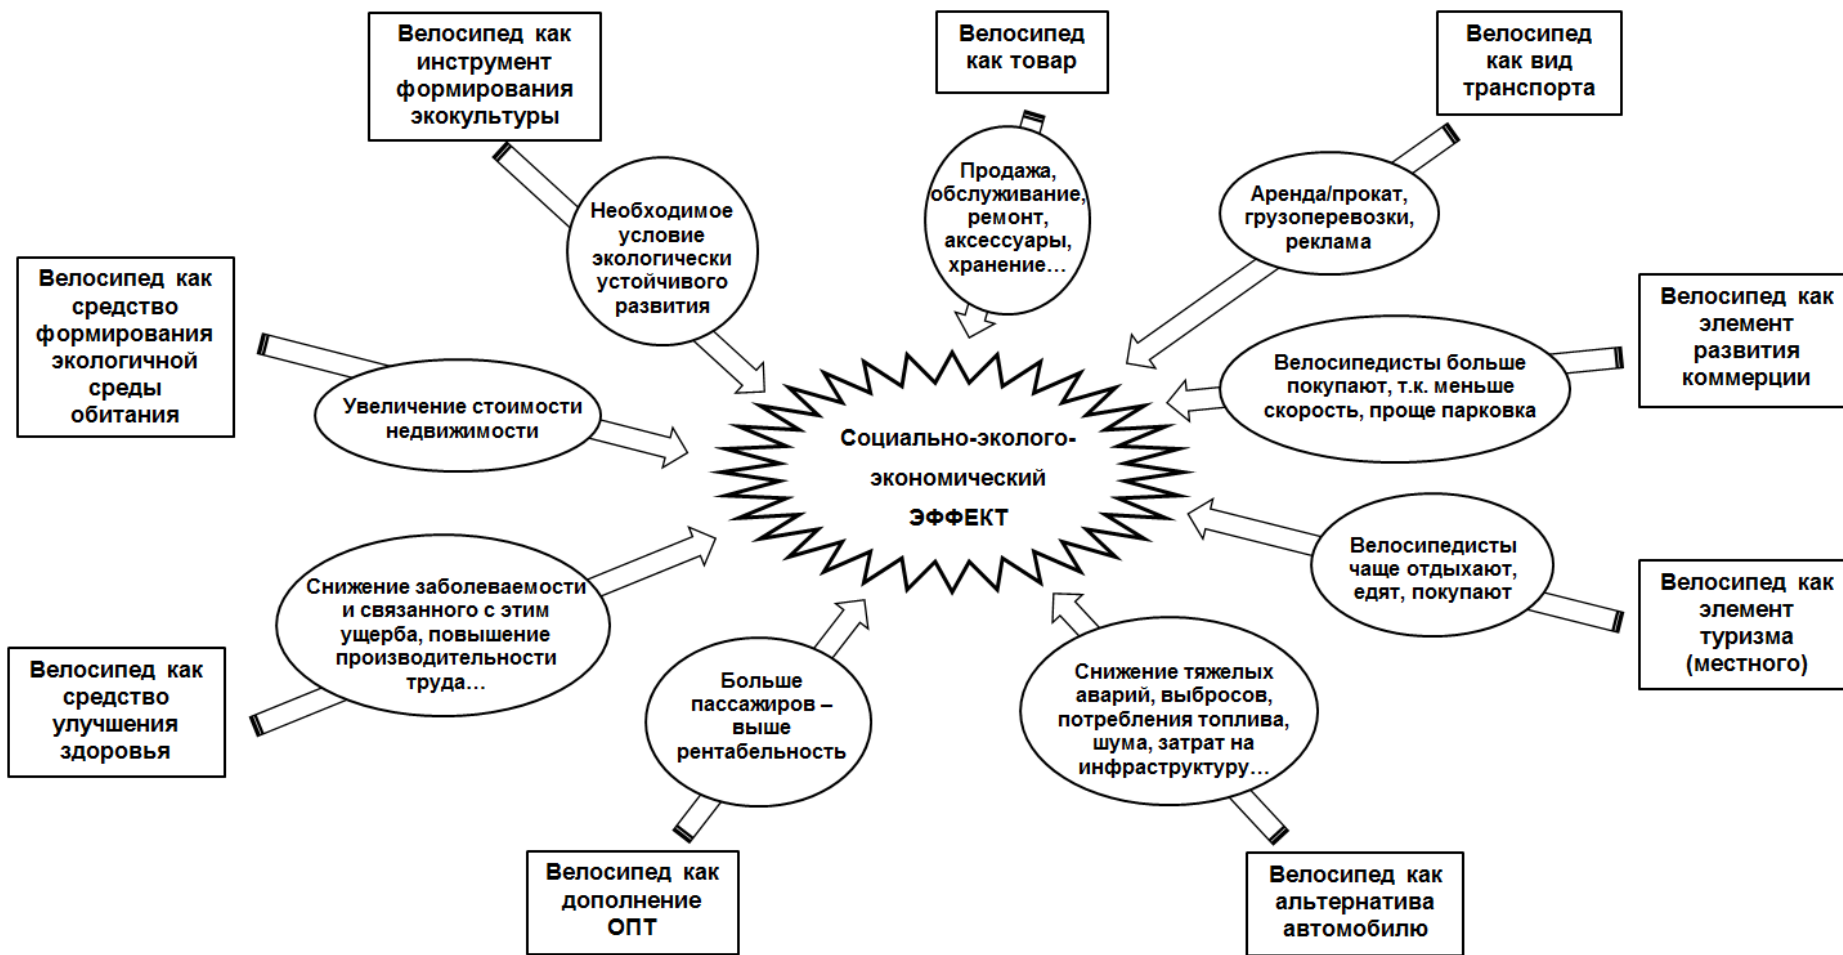 Велосипед как
инструмент
формирования
экокультуры
Велосипед
как товар
Велосипед
как вид
транспорта
Необходимое
условие
экологически
устойчивого
развития
Продажа,
обслуживание,
ремонт,
аксессуары,
хранение…
Аренда/прокат,
грузоперевозки,
реклама
Велосипед как
средство
формирования
экологичной
среды
обитания
Увеличение стоимости
недвижимости
Велосипедисты больше
покупают, т.к. меньше
скорость, проще парковка
Велосипед как
элемент
развития
коммерции
Социально-эколого-
экономический
ЭФФЕКТ
Снижение заболеваемости
и связанного с этим
ущерба, повышение
производительности
труда…
Велосипедисты
чаще отдыхают,
едят, покупают
Велосипед как
элемент
туризма
(местного)
Велосипед как
средство
улучшения
здоровья
Больше
пассажиров –
выше
рентабельность
Снижение тяжелых
аварий, выбросов,
потребления топлива,
шума, затрат на
инфраструктуру…
Велосипед как
дополнение
ОПТ
Велосипед как
альтернатива
автомобилю